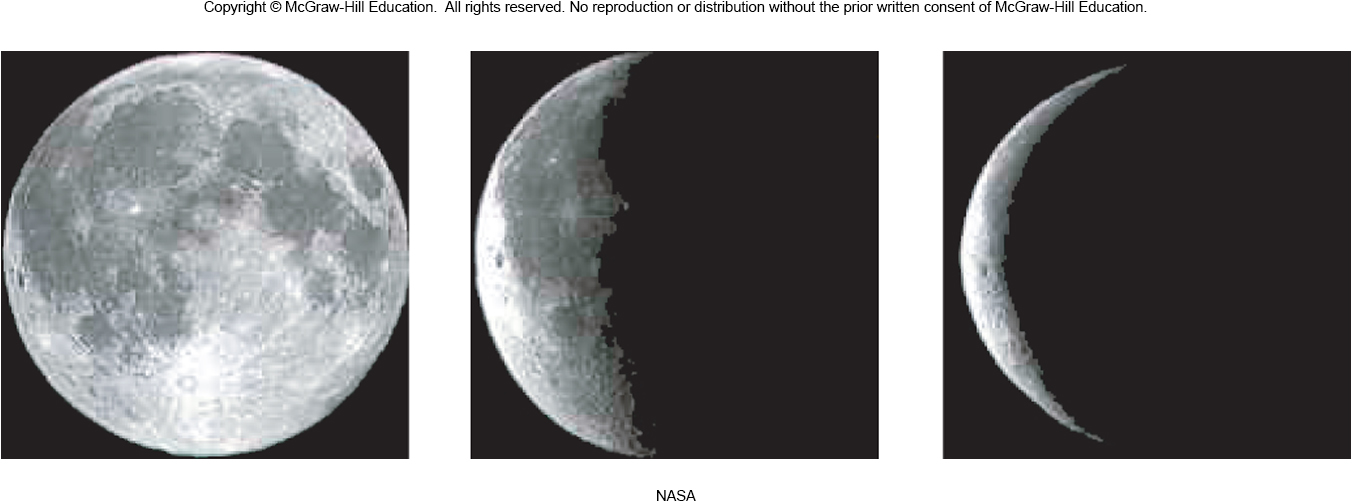 Copyright © McGraw-Hill Education.  All rights reserved. No reproduction or distribution without the prior written consent of McGraw-Hill Education.
NASA